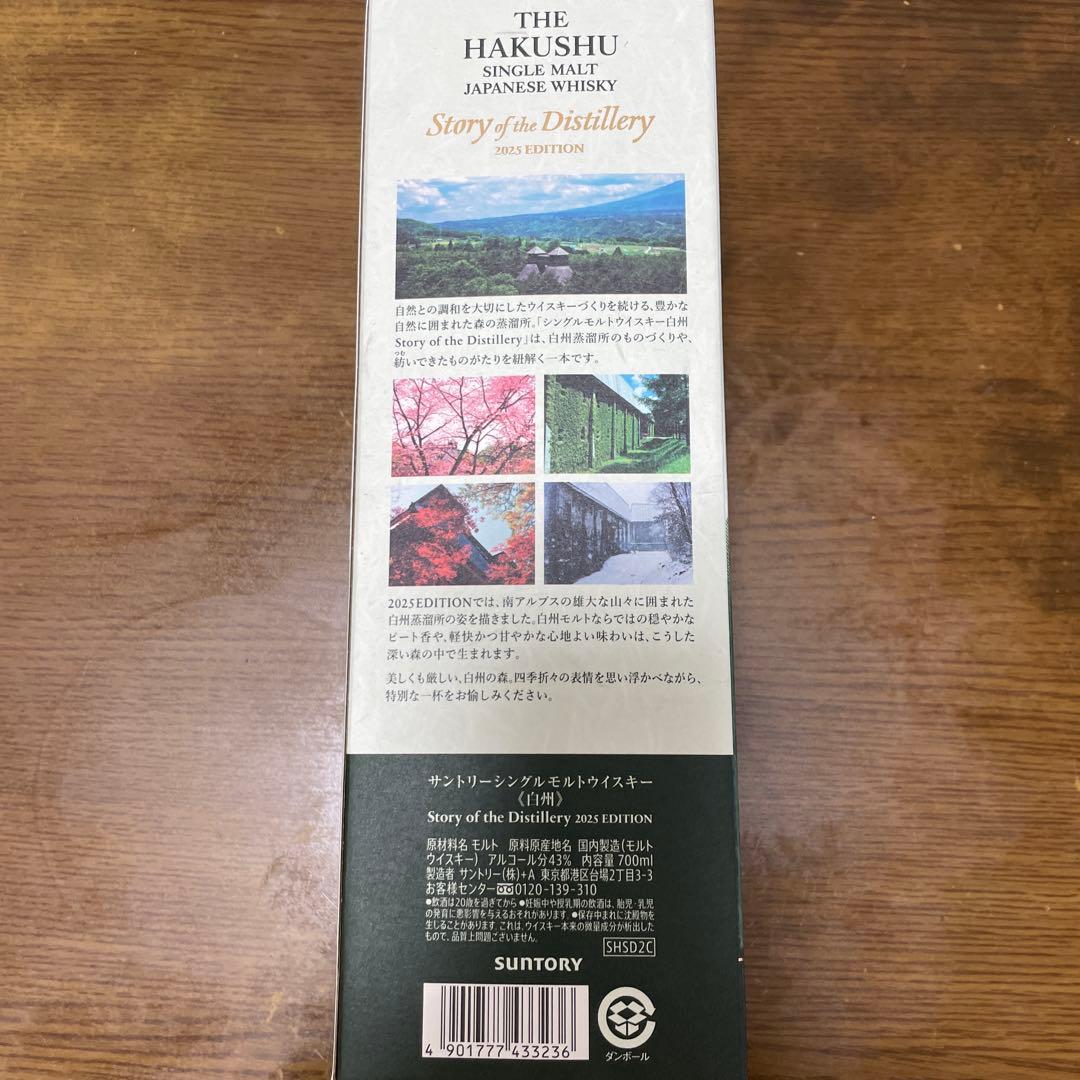 THE
HAKUSHU
SINGLE MALT
JAPANESE WHISKY
Story of the Distillery
2025 EDITION
自然との調和を大切にしたウイスキーづくりを続ける、豊かな
自然に囲まれた森の蒸溜所。「シングルモルトウイスキー白州
Story of the Distillery」は、白州蒸溜所のものづくりや、
つむ
紡いできたものがたりを紐解く一本です。
2025EDITIONでは、南アルプスの雄大な山々に囲まれた
白州蒸溜所の姿を描きました。白州モルトならではの穏やかな
ピート香や、軽快かつ甘やかな心地よい味わいは、こうした
深い森の中で生まれます。
美しくも厳しい、白州の森。四季折々の表情を思い浮かべながら、
特別な一杯をお愉しみください。
サントリーシングルモルトウイスキー
《白州》
Story of the Distillery 2025 EDITION
原材料名 モルト 原料原産地名 国内製造(モルト
ウイスキー) アルコール分43% 内容量 700ml
製造者 サントリー(株)+A 東京都港区台場2丁目3-3
お客様センター 0120-139-310
●飲酒は20歳を過ぎてから ●妊娠中や授乳期の飲酒は、胎児・乳児
の発育に悪影響を与えるおそれがあります。●保存中まれに沈殿物を
生じることがあります。これは、ウイスキー本来の微量成分が析出した
もので、品質上問題ございません。
SHSD2C
SUNTORY
4 901777 433236
ダンボール